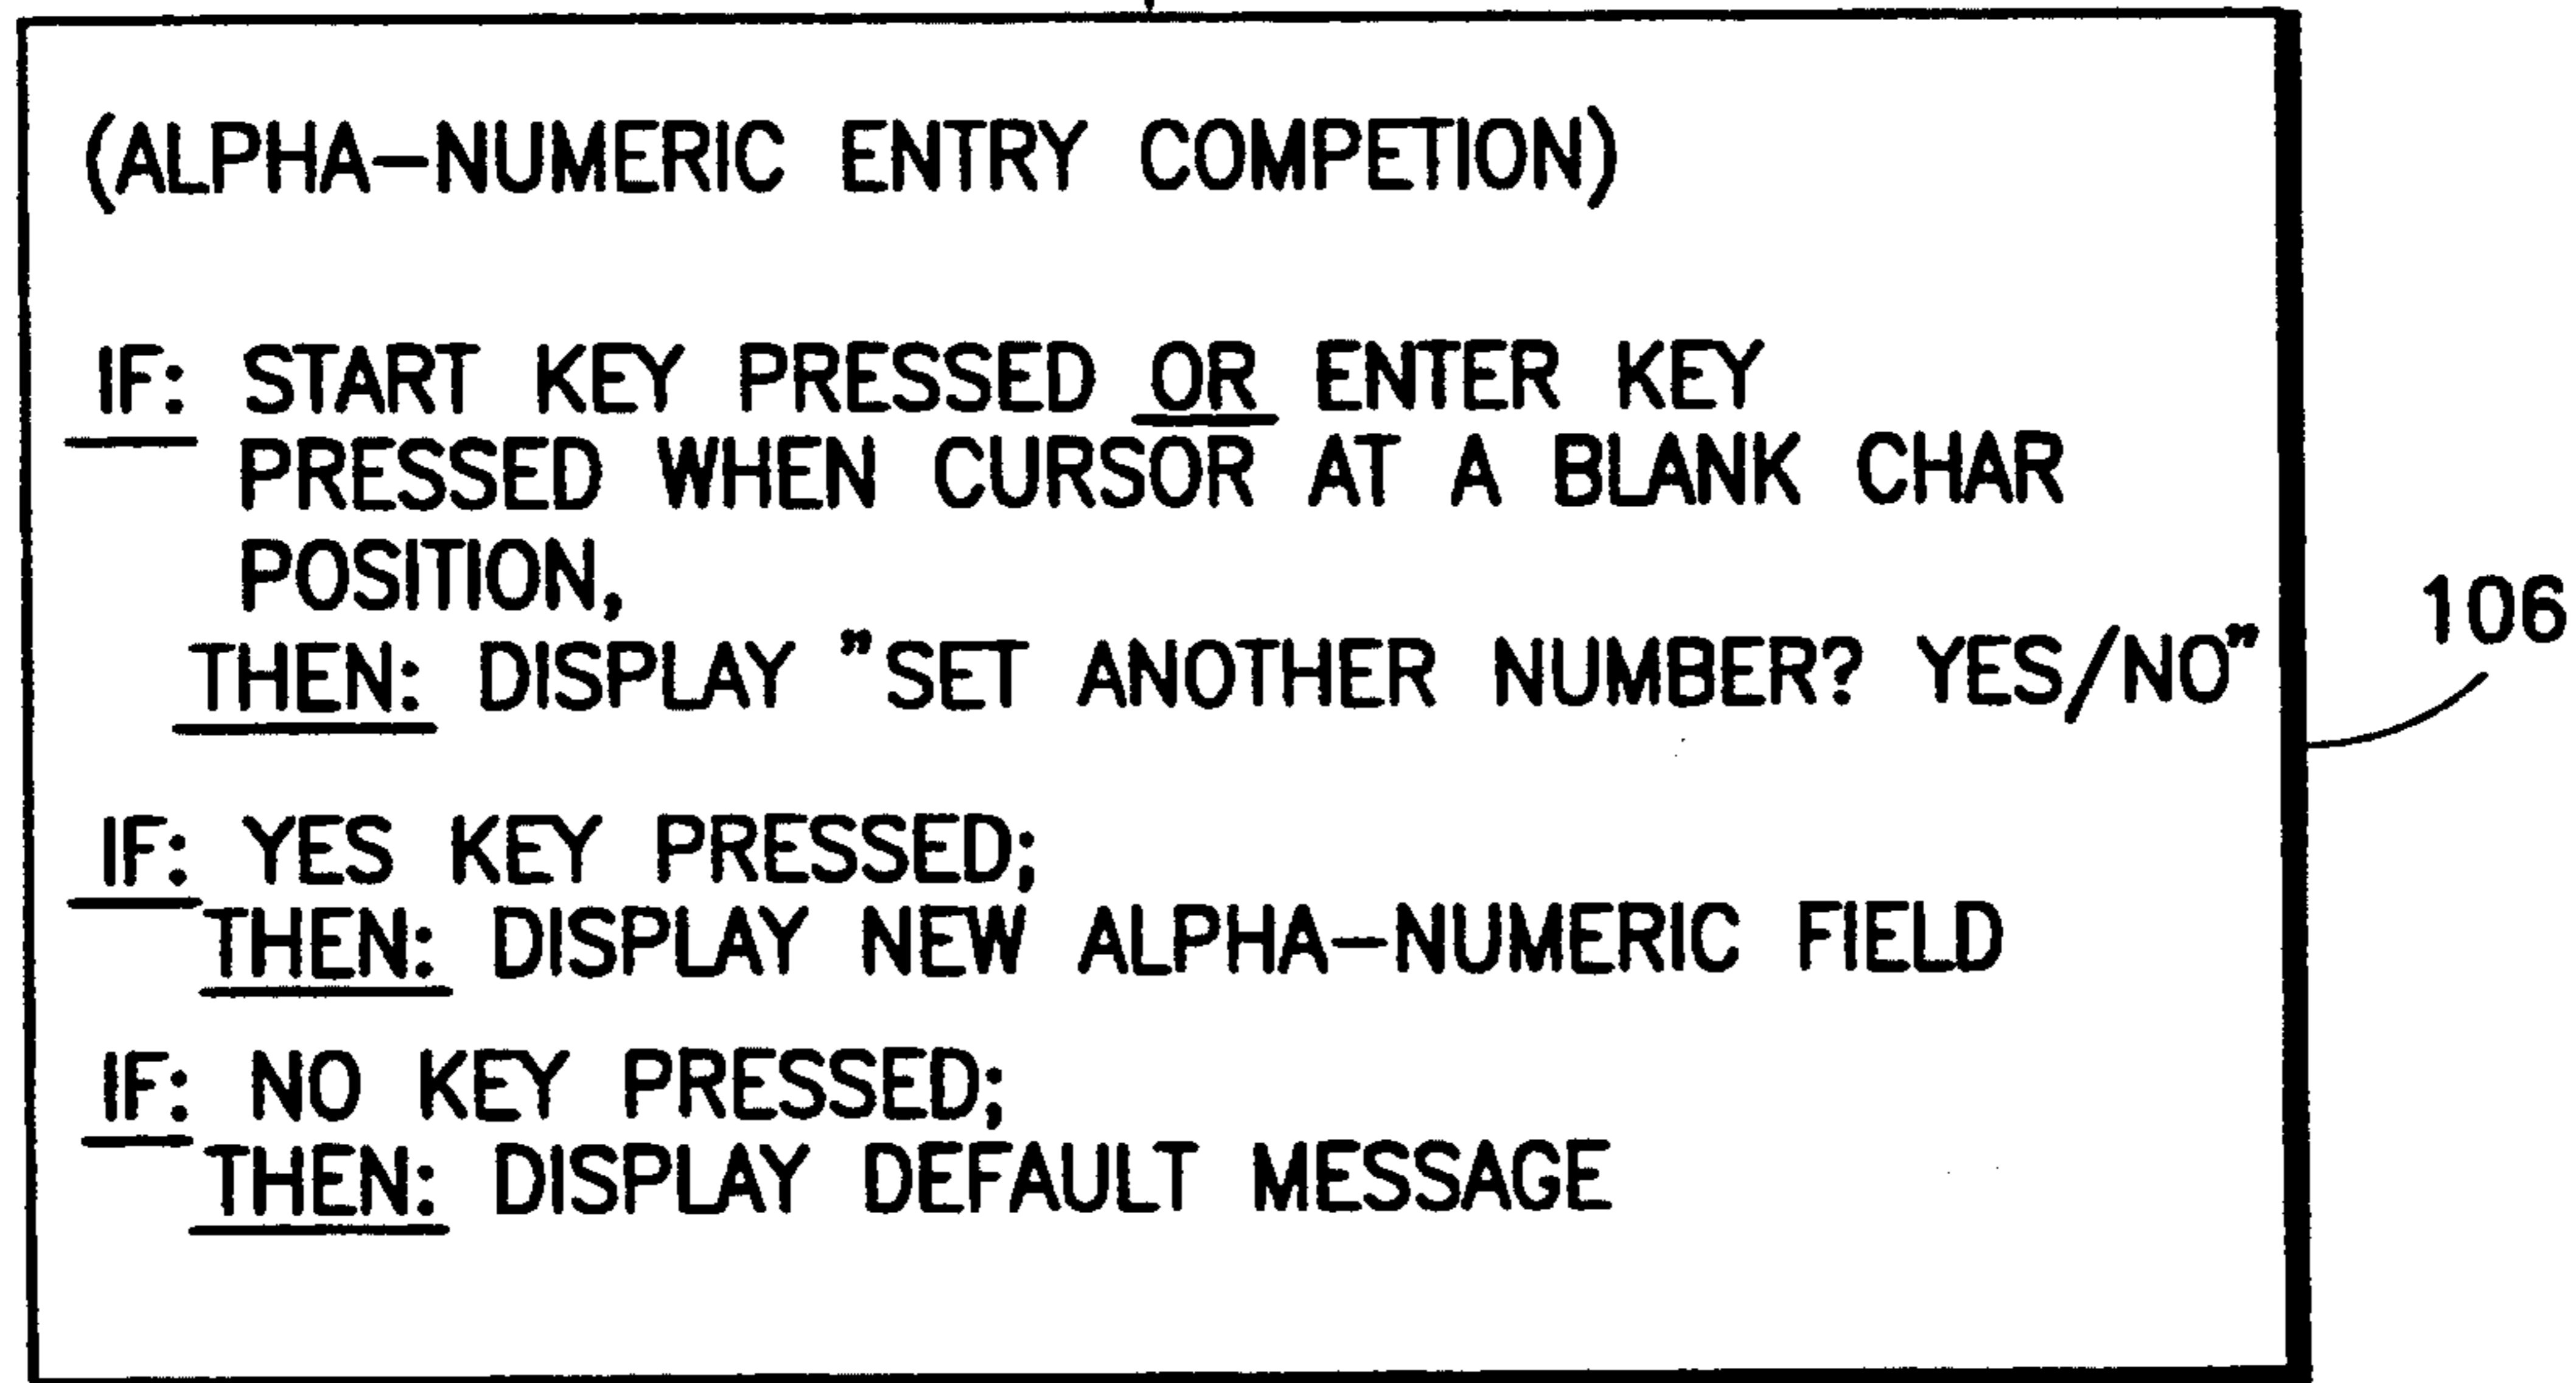 (ALPHA–NUMERIC ENTRY COMPETION)
IF: START KEY PRESSED OR ENTER KEY
PRESSED WHEN CURSOR AT A BLANK CHAR
POSITION,
THEN: DISPLAY "SET ANOTHER NUMBER? YES/NO"
106
IF: YES KEY PRESSED;
THEN: DISPLAY NEW ALPHA–NUMERIC FIELD
IF: NO KEY PRESSED;
THEN: DISPLAY DEFAULT MESSAGE